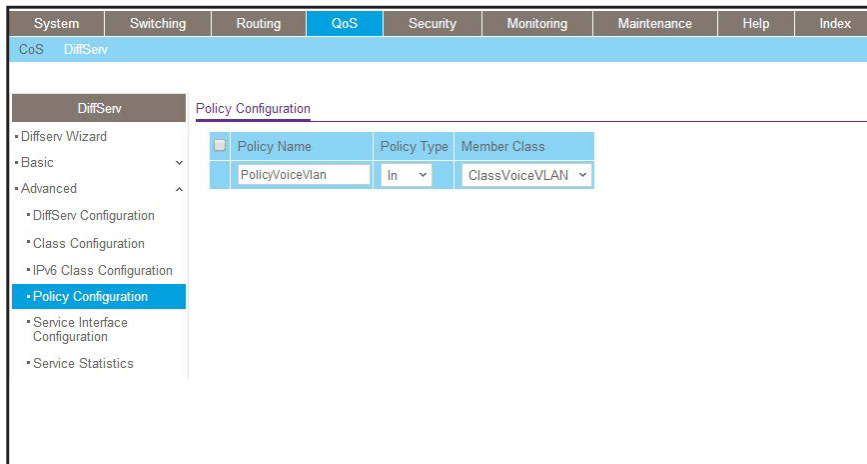 System Switching Routing QoS Security Monitoring Maintenance Help Index
CoS DiffServ
DiffServ
Diffserv Wizard
Basic
Advanced
DiffServ Configuration
Class Configuration
IPv6 Class Configuration
Policy Configuration
Service Interface
Configuration
Service Statistics
Policy Configuration
Policy Name Policy Type Member Class
PolicyVoiceVlan In ClassVoiceVLAN